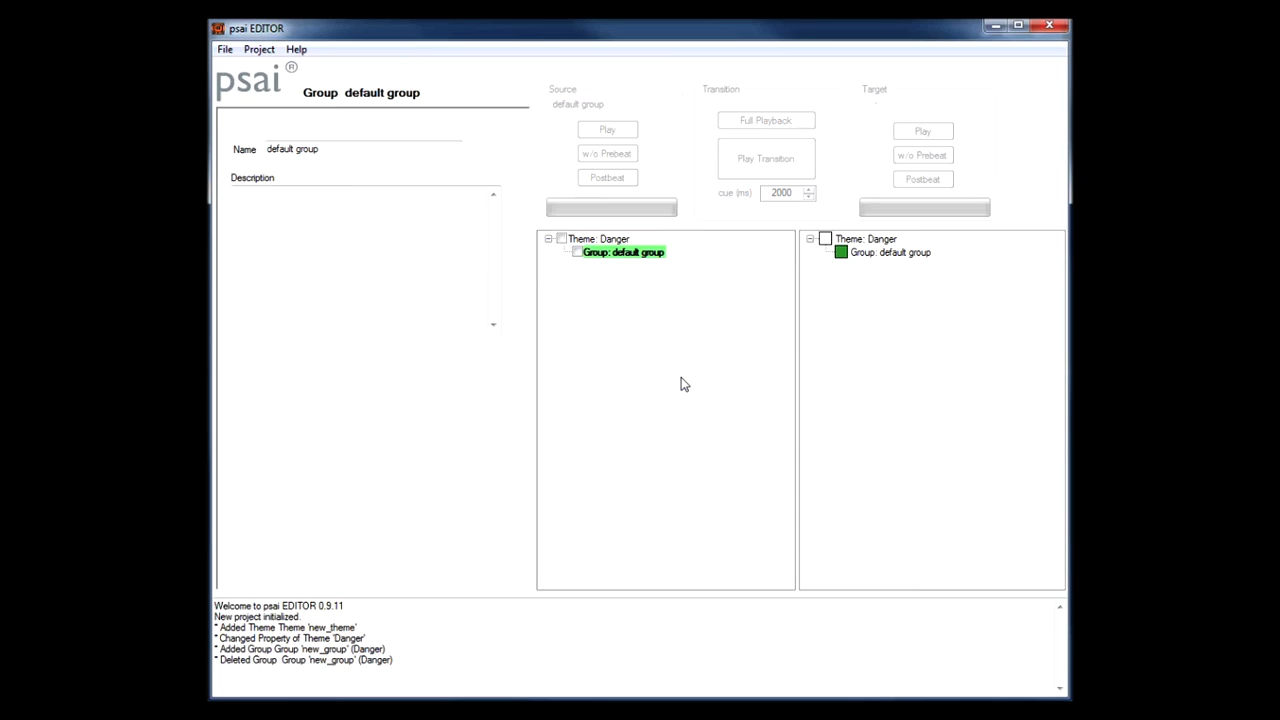 psai EDITOR
File Project Help
psai ®
Group default group
Name default group
Description
Source
default group
Play
w/o Prebeat
Postbeat
Transition
Full Playback
Play Transition
cue (ms) 2000
Target
Play
w/o Prebeat
Postbeat
Theme: Danger
Group: default group
Theme: Danger
Group: default group
Welcome to psai EDITOR 0.9.11
New project initialized.
* Added Theme Theme 'new_theme'
* Changed Property of Theme 'Danger'
* Added Group Group 'new_group' (Danger)
* Deleted Group Group 'new_group' (Danger)